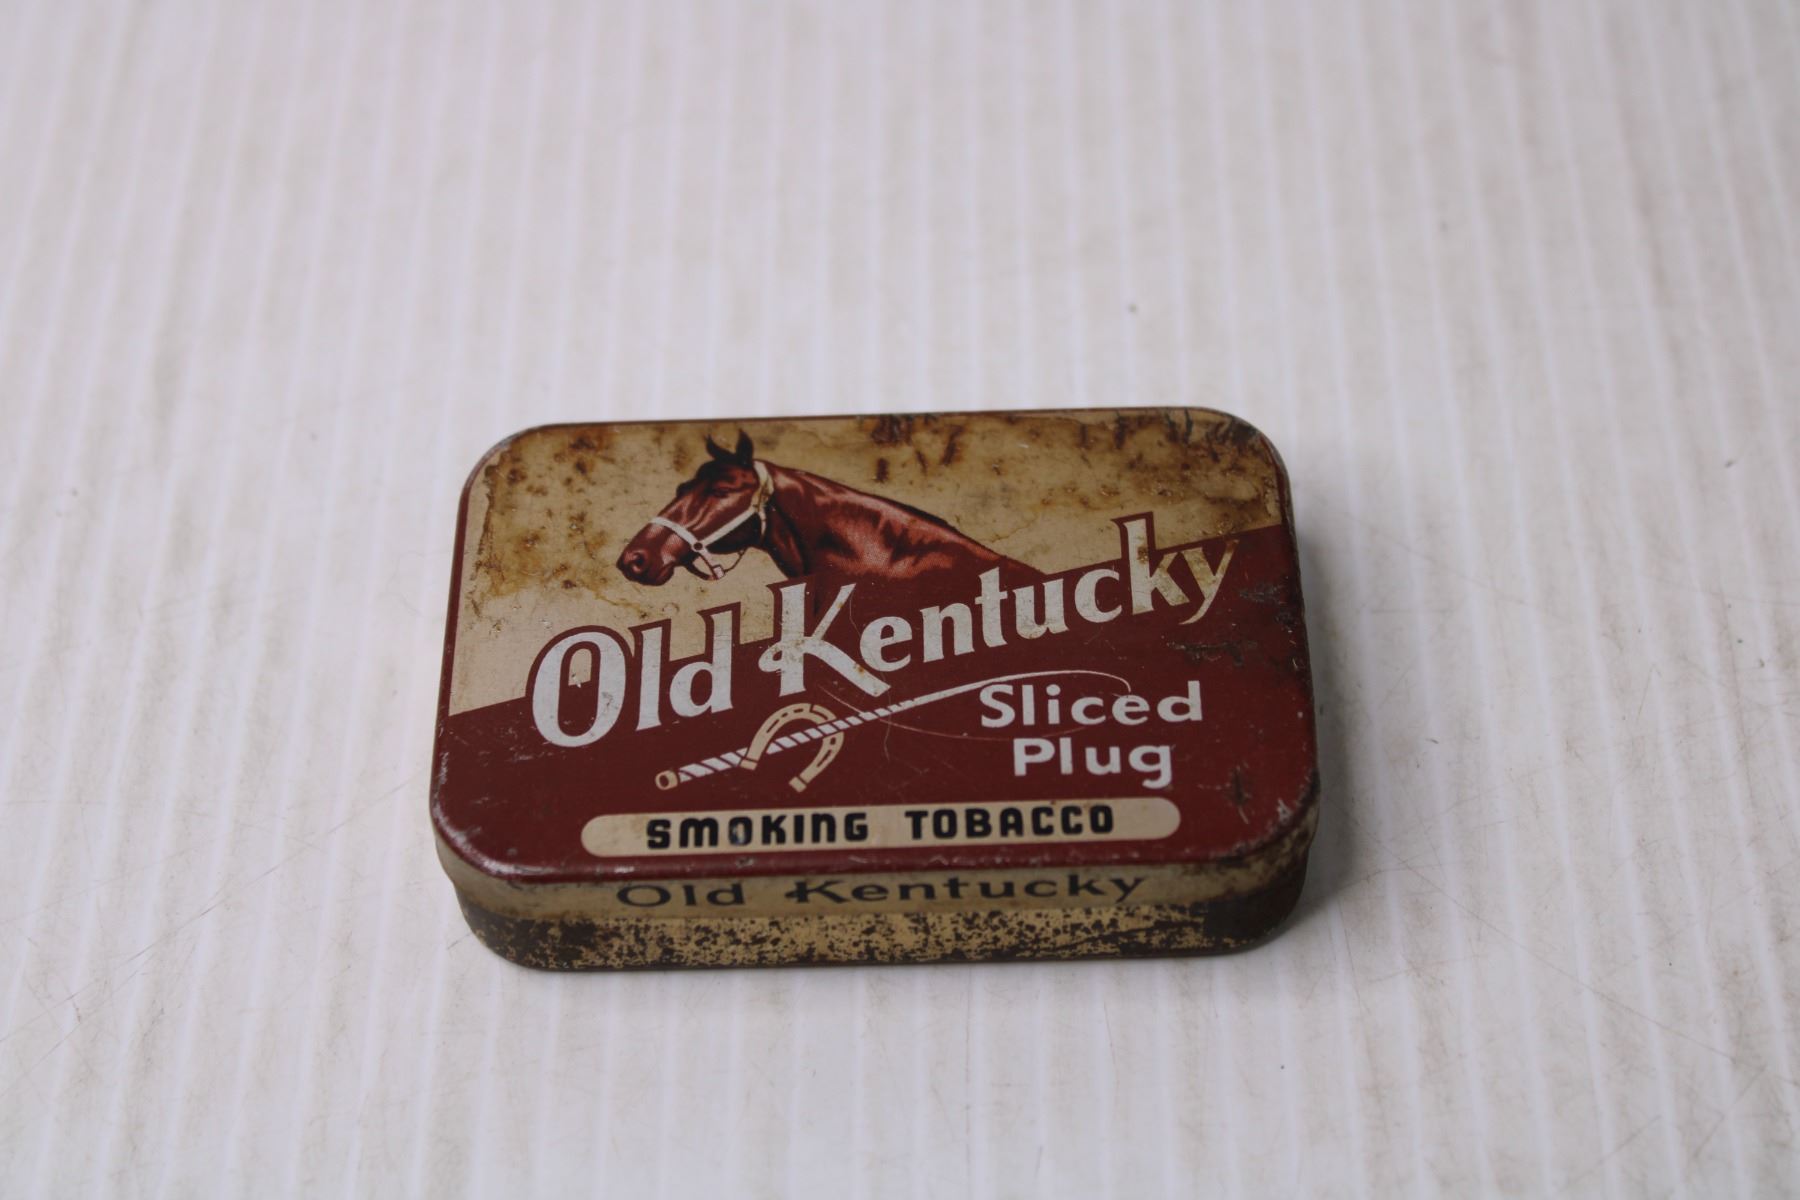 Old Kentucky
Sliced
Plug
SMOKING TOBACCO
Old Kentucky